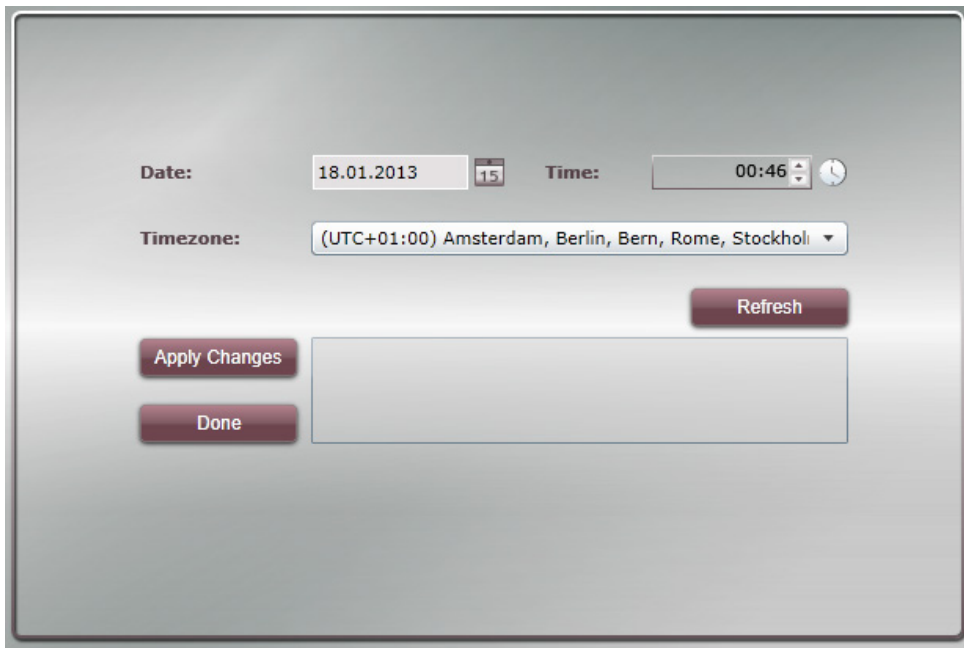 Date: 18.01.2013 15 Time: 00:46
Timezone: (UTC+01:00) Amsterdam, Berlin, Bern, Rome,
Refresh
Apply Changes
Done